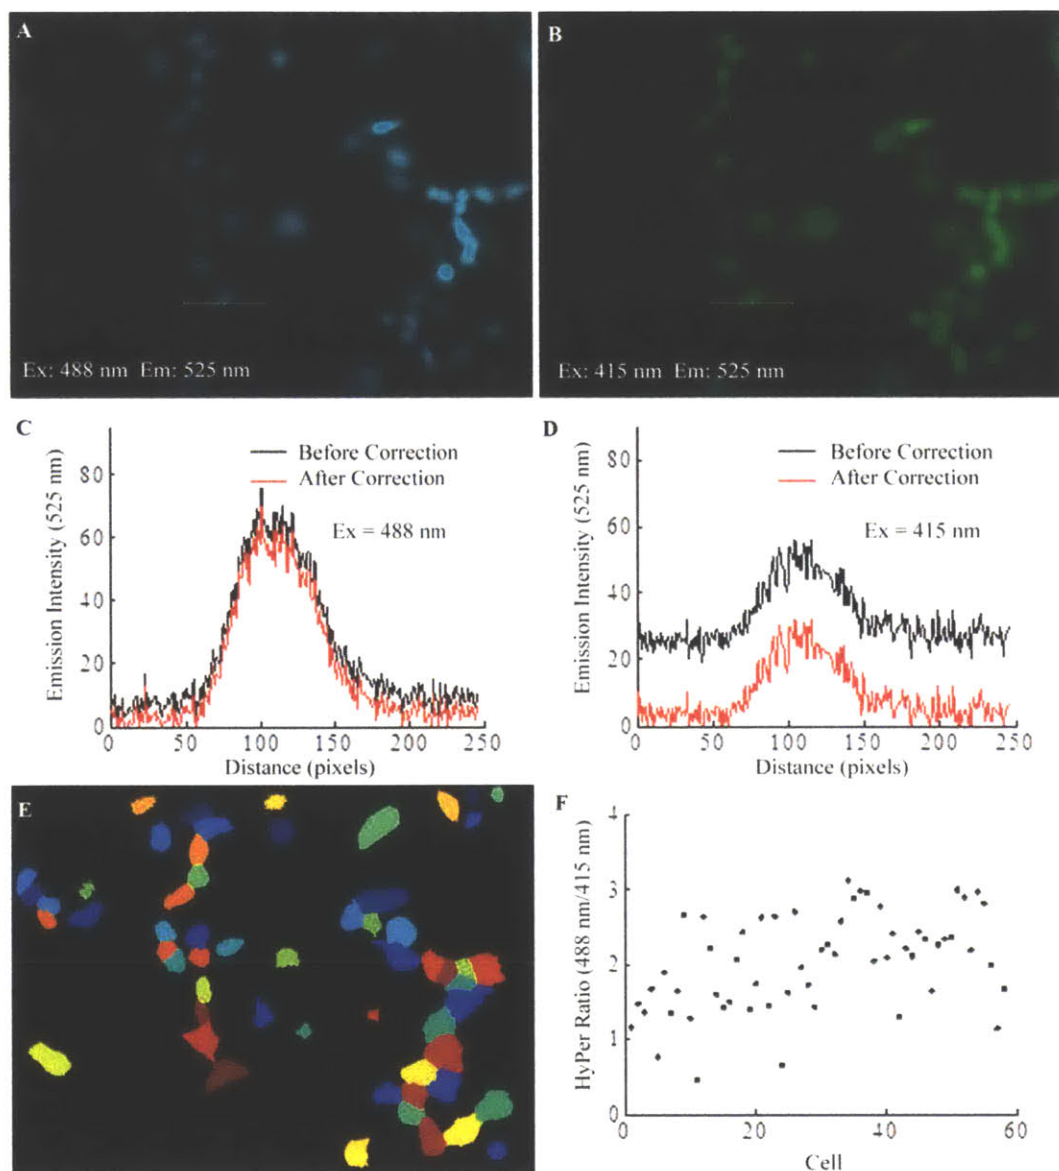 A
Ex: 488 nm Em: 525 nm
B
Ex: 415 nm Em: 525 nm
C
Before Correction
After Correction
Ex = 488 nm
Emission Intensity (525 nm)
80
60
40
20
0
0 50 100 150 200 250
Distance (pixels)
D
Before Correction
After Correction
Ex = 415 nm
Emission Intensity (525 nm)
80
60
40
20
0
0 50 100 150 200 250
Distance (pixels)
E
F
HyPer Ratio (488 nm/415 nm)
4
3
2
1
0
0 20 40 60
Cell